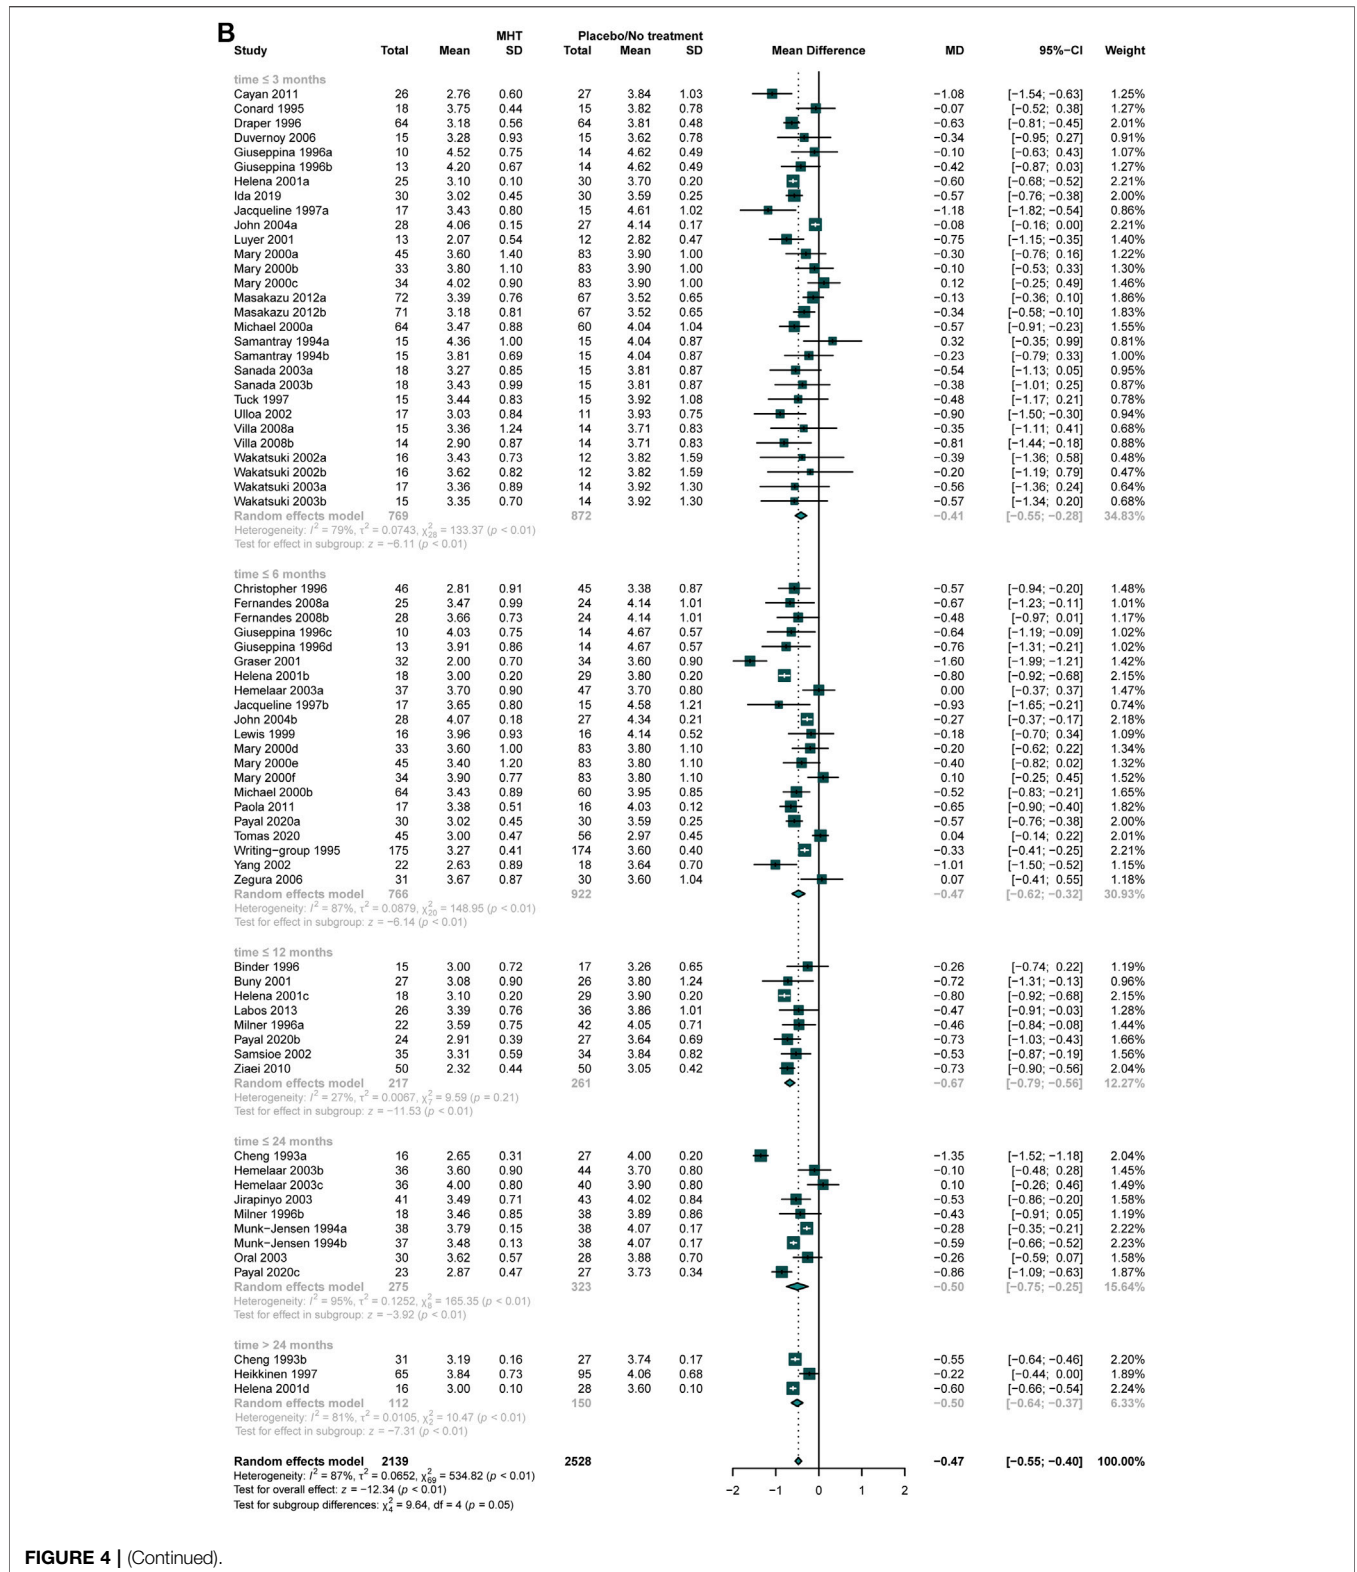 B
MHT Placebo/No treatment
Study Total Mean SD Total Mean SD Mean Difference MD 95%−CI Weight
time ≤ 3 months
Cayan 2011 26 2.76 0.60 27 3.84 1.03 −1.08 [−1.54; −0.63] 1.25%
Conard 1995 18 3.75 0.44 15 3.82 0.78 −0.07 [−0.52; 0.38] 1.27%
Draper 1996 64 3.18 0.56 64 3.81 0.48 −0.63 [−0.81; −0.45] 2.01%
Duvernoy 2006 15 3.28 0.93 15 3.62 0.78 −0.34 [−0.95; 0.27] 0.91%
Giuseppina 1996a 10 4.52 0.75 14 4.62 0.49 −0.10 [−0.63; 0.43] 1.07%
Giuseppina 1996b 13 4.20 0.67 14 4.62 0.49 −0.42 [−0.87; 0.03] 1.27%
Helena 2001a 25 3.10 0.10 30 3.70 0.20 −0.60 [−0.68; −0.52] 2.21%
Ida 2019 30 3.02 0.45 30 3.59 0.25 −0.57 [−0.76; −0.38] 2.00%
Jacqueline 1997a 17 3.43 0.80 15 4.61 1.02 −1.18 [−1.82; −0.54] 0.86%
John 2004a 28 4.06 0.15 27 4.14 0.17 −0.08 [−0.16; 0.00] 2.21%
Luyer 2001 13 2.07 0.54 12 2.82 0.47 −0.75 [−1.15; −0.35] 1.40%
Mary 2000a 45 3.60 1.40 83 3.90 1.00 −0.30 [−0.76; 0.16] 1.22%
Mary 2000b 33 3.80 1.10 83 3.90 1.00 −0.10 [−0.53; 0.33] 1.30%
Mary 2000c 34 4.02 0.90 83 3.90 1.00 0.12 [−0.25; 0.49] 1.46%
Masakazu 2012a 72 3.39 0.76 67 3.52 0.65 −0.13 [−0.36; 0.10] 1.86%
Masakazu 2012b 71 3.18 0.81 67 3.52 0.65 −0.34 [−0.58; −0.10] 1.83%
Michael 2000a 64 3.47 0.88 60 4.04 1.04 −0.57 [−0.91; −0.23] 1.55%
Samantray 1994a 15 4.36 1.00 15 4.04 0.87 0.32 [−0.35; 0.99] 0.81%
Samantray 1994b 15 3.81 0.69 15 4.04 0.87 −0.23 [−0.79; 0.33] 1.00%
Sanada 2003a 18 3.27 0.85 15 3.81 0.87 −0.54 [−1.13; 0.05] 0.95%
Sanada 2003b 18 3.43 0.99 15 3.81 0.87 −0.38 [−1.01; 0.25] 0.87%
Tuck 1997 15 3.44 0.83 15 3.92 1.08 −0.48 [−1.17; 0.21] 0.78%
Ulloa 2002 17 3.03 0.84 11 3.93 0.75 −0.90 [−1.50; −0.30] 0.94%
Villa 2008a 15 3.36 1.24 14 3.71 0.83 −0.35 [−1.11; 0.41] 0.68%
Villa 2008b 14 2.90 0.87 14 3.71 0.83 −0.81 [−1.44; −0.18] 0.88%
Wakatsuki 2002a 16 3.43 0.73 12 3.82 1.59 −0.39 [−1.36; 0.58] 0.48%
Wakatsuki 2002b 16 3.62 0.82 12 3.82 1.59 −0.20 [−1.19; 0.79] 0.47%
Wakatsuki 2003a 17 3.36 0.89 14 3.92 1.30 −0.56 [−1.36; 0.24] 0.64%
Wakatsuki 2003b 15 3.35 0.70 14 3.92 1.30 −0.57 [−1.34; 0.20] 0.68%
Random effects model 769 872 −0.41 [−0.55; −0.28] 34.83%
Heterogeneity: I² = 79%, τ² = 0.0743, χ²₂₈ = 133.37 (p < 0.01)
Test for effect in subgroup: z = −6.11 (p < 0.01)
time ≤ 6 months
Christopher 1996 46 2.81 0.91 45 3.38 0.87 −0.57 [−0.94; −0.20] 1.48%
Fernandes 2008a 25 3.47 0.99 24 4.14 1.01 −0.67 [−1.23; −0.11] 1.01%
Fernandes 2008b 28 3.66 0.73 24 4.14 1.01 −0.48 [−0.97; 0.01] 1.17%
Giuseppina 1996c 10 4.03 0.75 14 4.67 0.57 −0.64 [−1.19; −0.09] 1.02%
Giuseppina 1996d 13 3.91 0.86 14 4.67 0.57 −0.76 [−1.31; −0.21] 1.02%
Graser 2001 32 2.00 0.70 34 3.60 0.90 −1.60 [−1.99; −1.21] 1.42%
Helena 2001b 18 3.00 0.20 29 3.80 0.20 −0.80 [−0.92; −0.68] 2.15%
Hemelaar 2003a 37 3.70 0.90 47 3.70 0.80 0.00 [−0.37; 0.37] 1.47%
Jacqueline 1997b 17 3.65 0.80 15 4.58 1.21 −0.93 [−1.65; −0.21] 0.74%
John 2004b 28 4.07 0.18 27 4.34 0.21 −0.27 [−0.37; −0.17] 2.18%
Lewis 1999 16 3.96 0.93 16 4.14 0.52 −0.18 [−0.70; 0.34] 1.09%
Mary 2000d 33 3.60 1.00 83 3.80 1.10 −0.20 [−0.62; 0.22] 1.34%
Mary 2000e 45 3.40 1.20 83 3.80 1.10 −0.40 [−0.82; 0.02] 1.32%
Mary 2000f 34 3.90 0.77 83 3.80 1.10 0.10 [−0.25; 0.45] 1.52%
Michael 2000b 64 3.43 0.89 60 3.95 0.85 −0.52 [−0.83; −0.21] 1.65%
Paola 2011 17 3.38 0.51 16 4.03 0.12 −0.65 [−0.90; −0.40] 1.82%
Payal 2020a 30 3.02 0.45 30 3.59 0.25 −0.57 [−0.76; −0.38] 2.00%
Tomas 2020 45 3.00 0.47 56 2.97 0.45 0.04 [−0.14; 0.22] 2.01%
Writing−group 1995 175 3.27 0.41 174 3.60 0.40 −0.33 [−0.41; −0.25] 2.21%
Yang 2002 22 2.63 0.89 18 3.64 0.70 −1.01 [−1.50; −0.52] 1.15%
Zegura 2006 31 3.67 0.87 30 3.60 1.04 0.07 [−0.41; 0.55] 1.18%
Random effects model 766 922 −0.47 [−0.62; −0.32] 30.93%
Heterogeneity: I² = 87%, τ² = 0.0879, χ²₂₀ = 148.95 (p < 0.01)
Test for effect in subgroup: z = −6.14 (p < 0.01)
time ≤ 12 months
Binder 1996 15 3.00 0.72 17 3.26 0.65 −0.26 [−0.74; 0.22] 1.19%
Buny 2001 27 3.08 0.90 26 3.80 1.24 −0.72 [−1.31; −0.13] 0.96%
Helena 2001c 18 3.10 0.20 29 3.90 0.20 −0.80 [−0.92; −0.68] 2.15%
Labos 2013 26 3.39 0.76 36 3.86 1.01 −0.47 [−0.91; −0.03] 1.28%
Milner 1996a 22 3.59 0.75 42 4.05 0.71 −0.46 [−0.84; −0.08] 1.44%
Payal 2020b 24 2.91 0.39 27 3.64 0.69 −0.73 [−1.03; −0.43] 1.66%
Samsioe 2002 35 3.31 0.59 34 3.84 0.82 −0.53 [−0.87; −0.19] 1.56%
Ziaei 2010 50 2.32 0.44 50 3.05 0.42 −0.73 [−0.90; −0.56] 2.04%
Random effects model 217 261 −0.67 [−0.79; −0.56] 12.27%
Heterogeneity: I² = 27%, τ² = 0.0067, χ²₇ = 9.59 (p = 0.21)
Test for effect in subgroup: z = −11.53 (p < 0.01)
time ≤ 24 months
Cheng 1993a 16 2.65 0.31 27 4.00 0.20 −1.35 [−1.52; −1.18] 2.04%
Hemelaar 2003b 36 3.60 0.90 44 3.70 0.80 −0.10 [−0.48; 0.28] 1.45%
Hemelaar 2003c 36 4.00 0.80 40 3.90 0.80 0.10 [−0.26; 0.46] 1.49%
Jirapinyo 2003 41 3.49 0.71 43 4.02 0.84 −0.53 [−0.86; −0.20] 1.58%
Milner 1996b 18 3.46 0.85 38 3.89 0.86 −0.43 [−0.91; 0.05] 1.19%
Munk−Jensen 1994a 38 3.79 0.15 38 4.07 0.17 −0.28 [−0.35; −0.21] 2.22%
Munk−Jensen 1994b 37 3.48 0.13 38 4.07 0.17 −0.59 [−0.66; −0.52] 2.23%
Oral 2003 30 3.62 0.57 28 3.88 0.70 −0.26 [−0.59; 0.07] 1.58%
Payal 2020c 23 2.87 0.47 27 3.73 0.34 −0.86 [−1.09; −0.63] 1.87%
Random effects model 275 323 −0.50 [−0.75; −0.25] 15.64%
Heterogeneity: I² = 95%, τ² = 0.1252, χ²₈ = 165.35 (p < 0.01)
Test for effect in subgroup: z = −3.92 (p < 0.01)
time > 24 months
Cheng 1993b 31 3.19 0.16 27 3.74 0.17 −0.55 [−0.64; −0.46] 2.20%
Heikkinen 1997 65 3.84 0.73 95 4.06 0.68 −0.22 [−0.44; 0.00] 1.89%
Helena 2001d 16 3.00 0.10 28 3.60 0.10 −0.60 [−0.66; −0.54] 2.24%
Random effects model 112 150 −0.50 [−0.64; −0.37] 6.33%
Heterogeneity: I² = 81%, τ² = 0.0105, χ²₂ = 10.47 (p < 0.01)
Test for effect in subgroup: z = −7.31 (p < 0.01)
Random effects model 2139 2528 −0.47 [−0.55; −0.40] 100.00%
Heterogeneity: I² = 87%, τ² = 0.0652, χ²₆₉ = 534.82 (p < 0.01)
Test for overall effect: z = −12.34 (p < 0.01)
Test for subgroup differences: χ²₄ = 9.64, df = 4 (p = 0.05)
−2 −1 0 1 2
FIGURE 4 | (Continued).